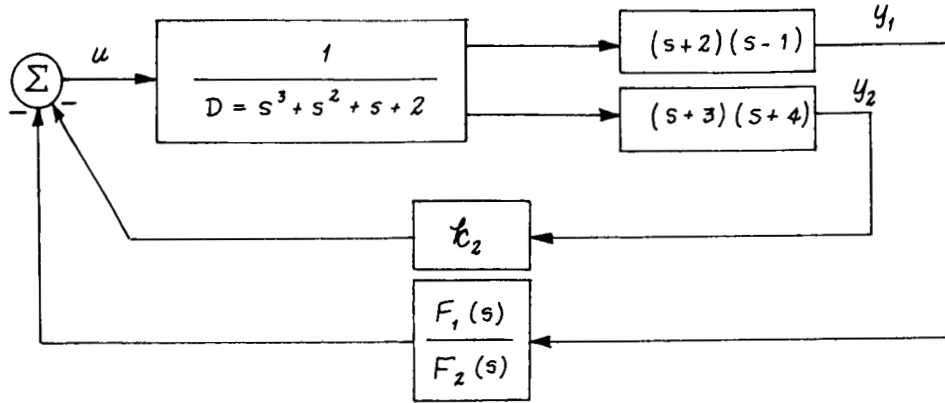 Σ
u
1
D = s³ + s² + s + 2
(s+2)(s-1)
y₁
(s+3)(s+4)
y₂
− −
k₂
F₁(s)
F₂(s)